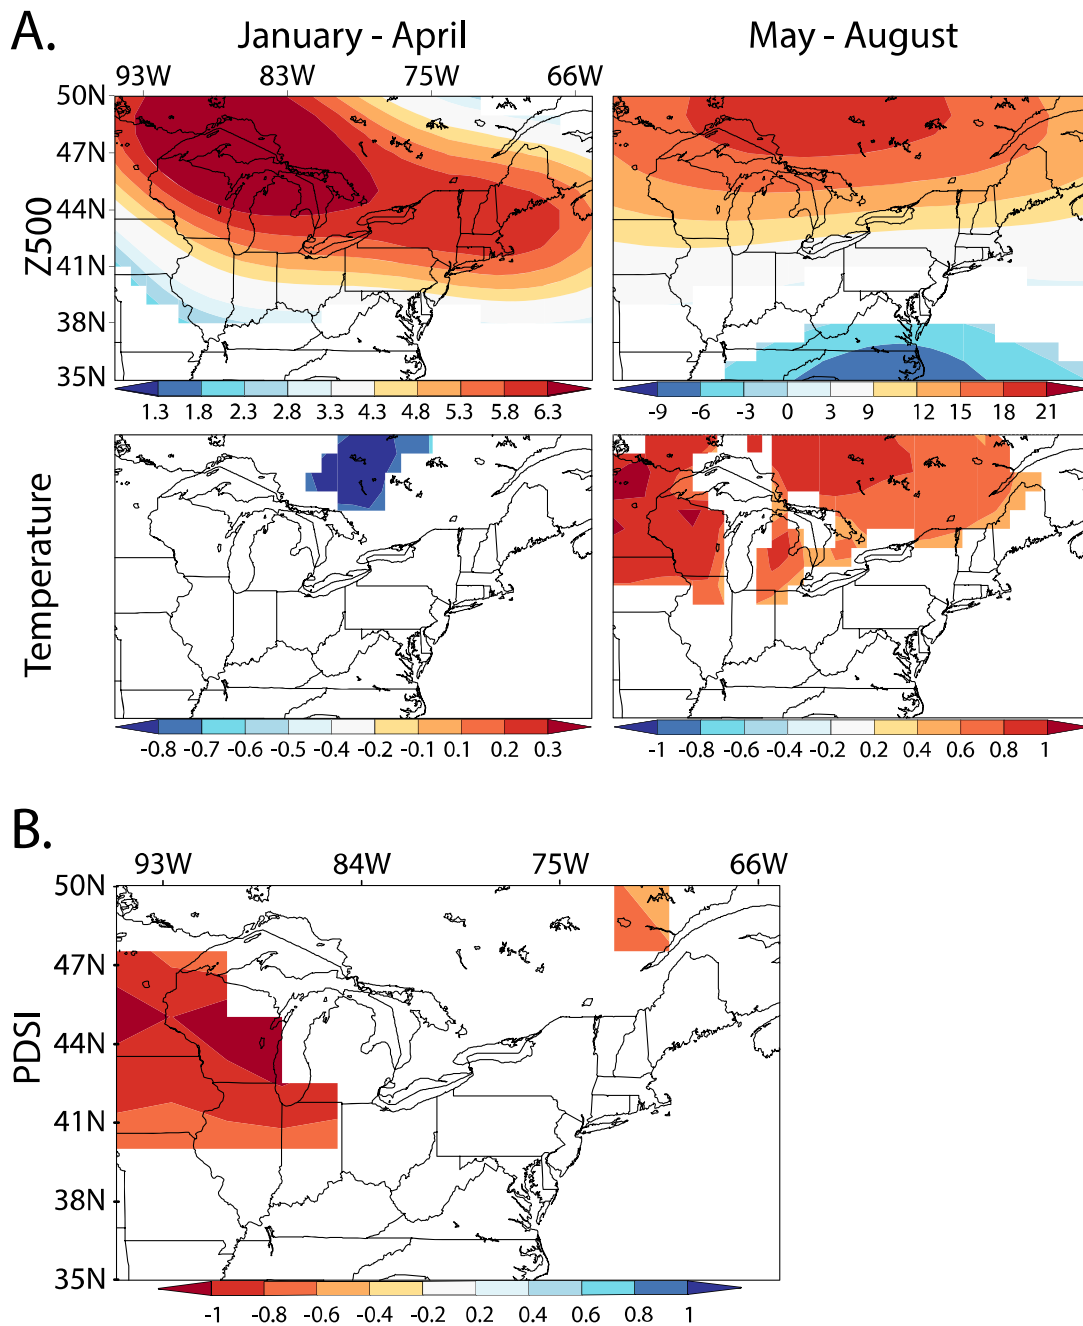 A.
January - April
May - August
93W 83W 75W 66W
50N
47N
44N
41N
38N
35N
Z500
1.3 1.8 2.3 2.8 3.3 4.3 4.8 5.3 5.8 6.3
-9 -6 -3 0 3 9 12 15 18 21
Temperature
-0.8 -0.7 -0.6 -0.5 -0.4 -0.2 -0.1 0.1 0.2 0.3
-1 -0.8 -0.6 -0.4 -0.2 0.2 0.4 0.6 0.8 1
B.
93W 84W 75W 66W
50N
47N
44N
41N
38N
35N
PDSI
-1 -0.8 -0.6 -0.4 -0.2 0.2 0.4 0.6 0.8 1